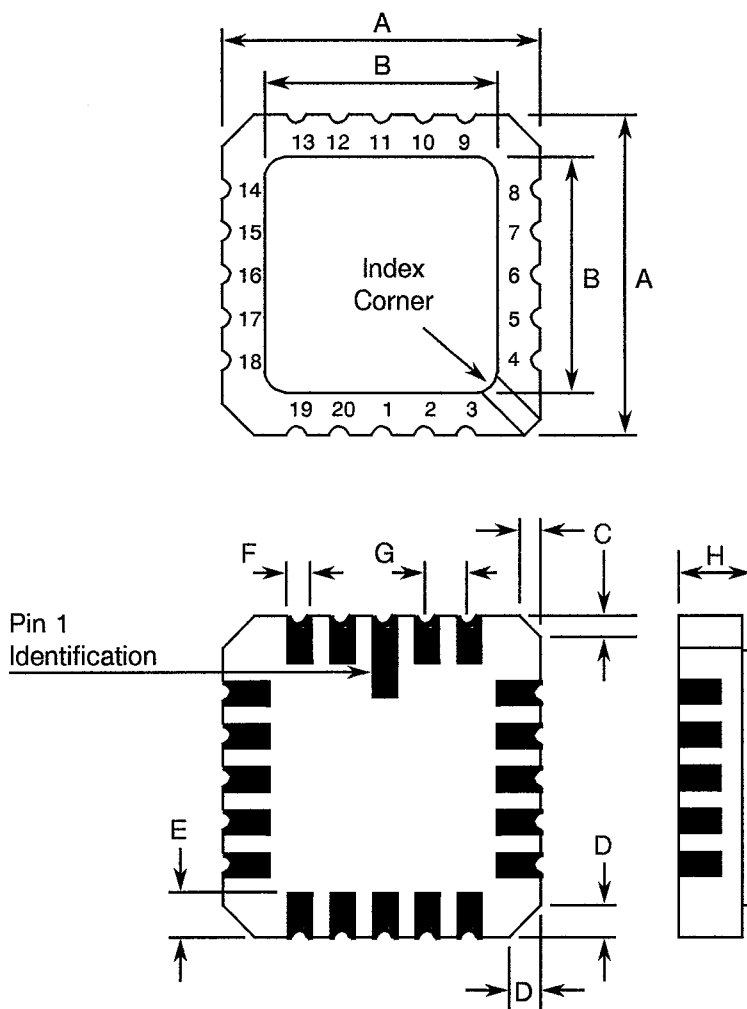 A
B
13 12 11 10 9
14 8
15 7
16 6
17 5
18 4
Index
Corner
B A
19 20 1 2 3
C
F G H
Pin 1
Identification
E
D
D